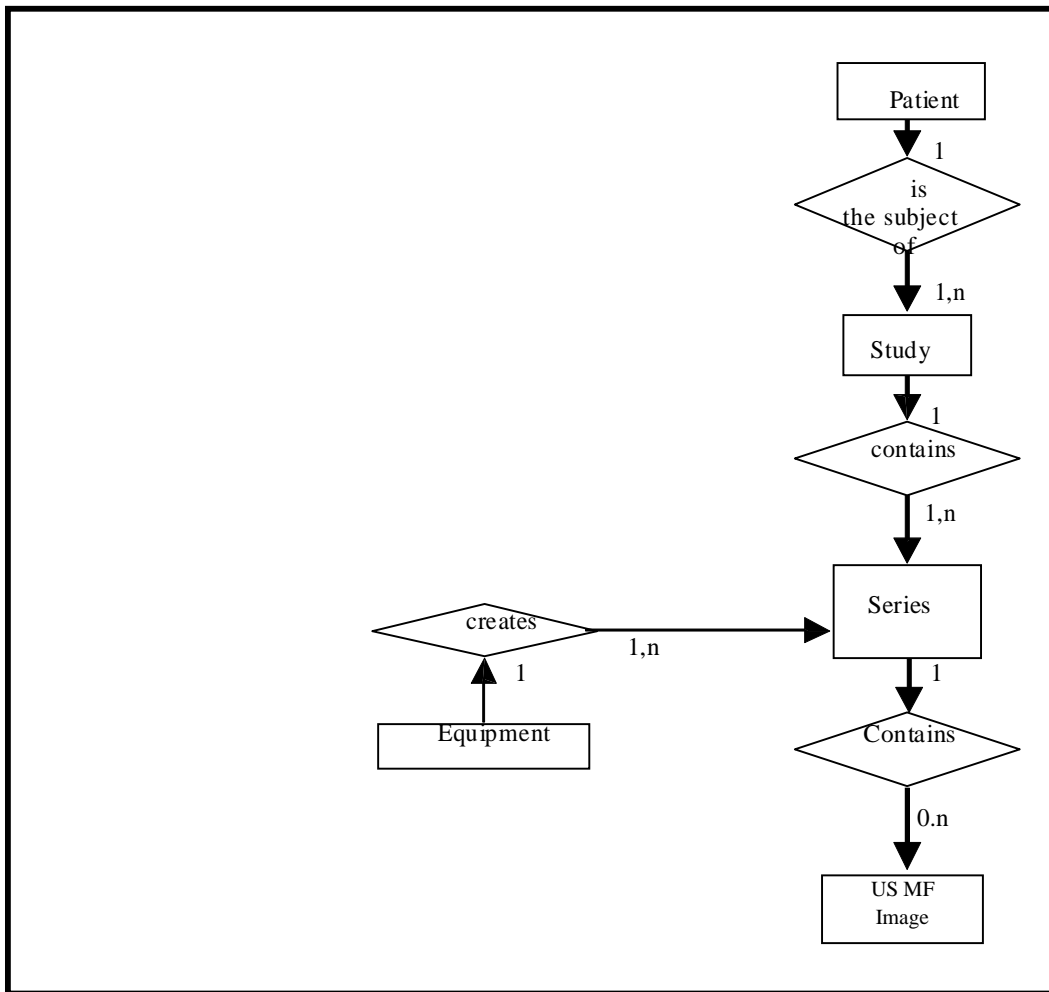 Patient
1
is
the subject
of
1,n
Study
1
contains
1,n
Series
creates
1,n
1
1
Equipment
Contains
0.n
US MF
Image